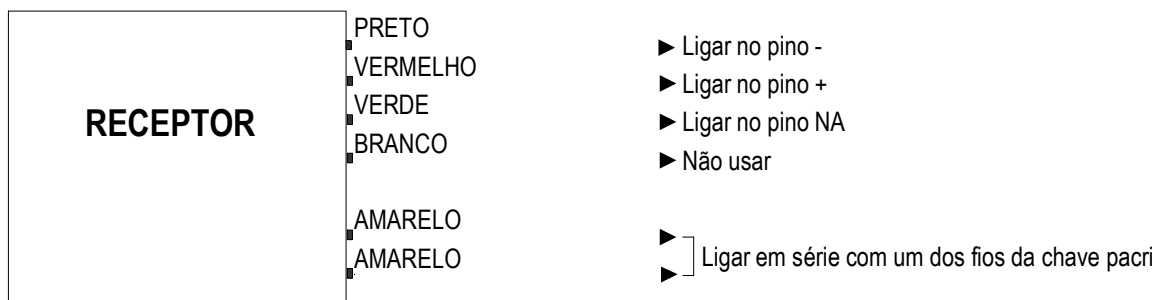 PRETO
Ligar no pino -
VERMELHO
Ligar no pino +
VERDE
Ligar no pino NA
RECEPTOR
BRANCO
Não usar
AMARELO
AMARELO
Ligar em série com um dos fios da chave pacri